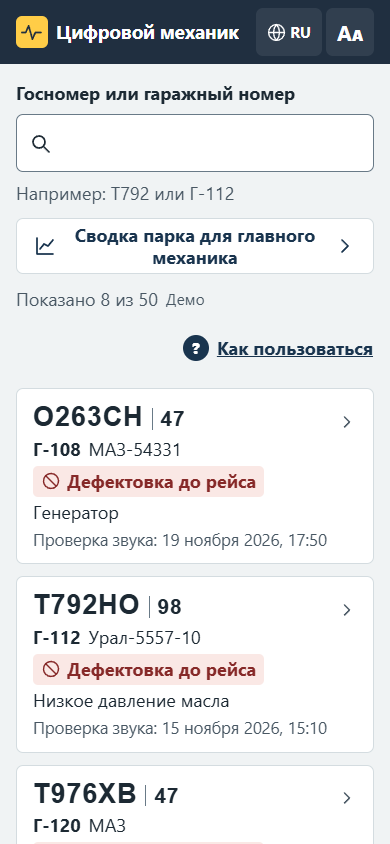 Цифровой механик
RU
Aa
Госномер или гаражный номер
Например: Т792 или Г-112
Сводка парка для главного
механика
Показано 8 из 50 Демо
? Как пользоваться
О263СН | 47
Г-108 МАЗ-54331
Дефектовка до рейса
Генератор
Проверка звука: 19 ноября 2026, 17:50
Т792НО | 98
Г-112 Урал-5557-10
Дефектовка до рейса
Низкое давление масла
Проверка звука: 15 ноября 2026, 15:10
Т976ХВ | 47
Г-120 МАЗ